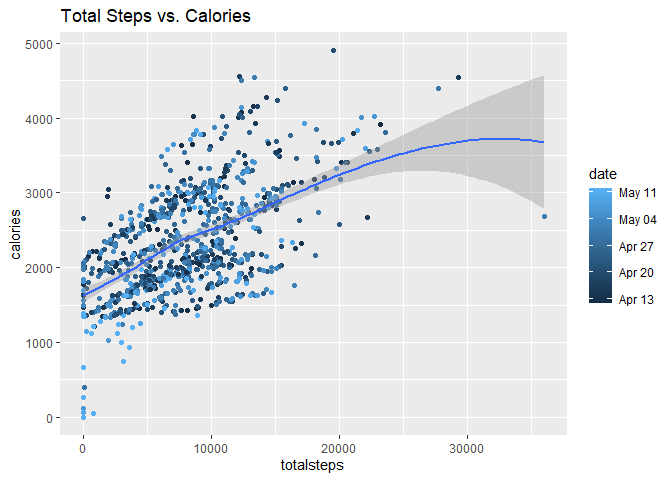 Total Steps vs. Calories
5000
4000
3000
2000
1000
0
calories
0
10000
20000
30000
totalsteps
date
May 11
May 04
Apr 27
Apr 20
Apr 13